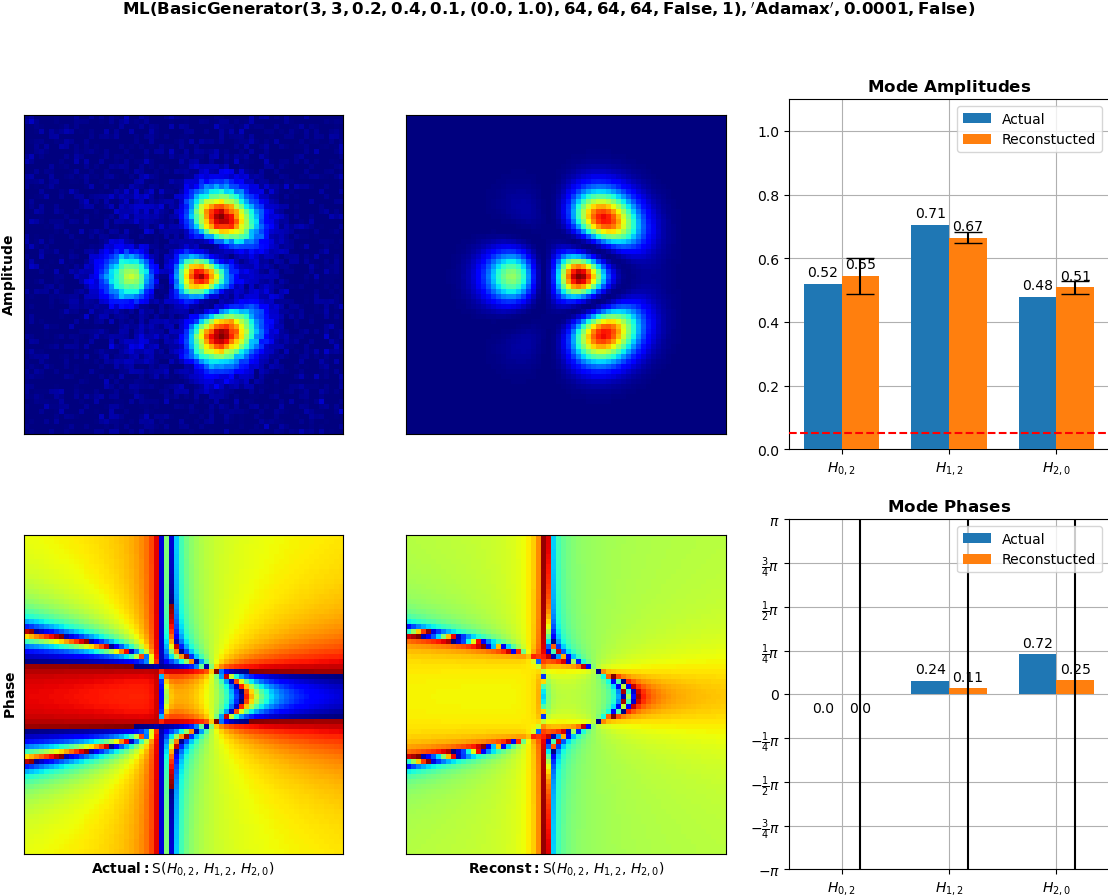 ML(BasicGenerator(3, 3, 0.2, 0.4, 0.1, (0.0, 1.0), 64, 64, 64, False, 1), 'Adamax', 0.0001, False)
Amplitude
Mode Amplitudes
Actual
Reconstucted
1.0
0.8
0.6
0.4
0.2
0.0
0.52
0.55
0.71
0.67
0.48
0.51
H0,2
H1,2
H2,0
Phase
Actual: S(H0,2, H1,2, H2,0)
Reconst: S(H0,2, H1,2, H2,0)
Mode Phases
Actual
Reconstucted
π
3/4π
1/2π
1/4π
0
−1/4π
−1/2π
−3/4π
−π
0.0
0.0
0.24
0.11
0.72
0.25
H0,2
H1,2
H2,0